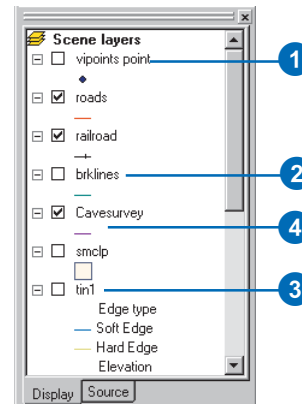 Scene layers
vipoints point
1
roads
railroad
brklines
2
Cavesurvey
4
smclp
tin1
3
Edge type
Soft Edge
Hard Edge
Elevation
Display Source